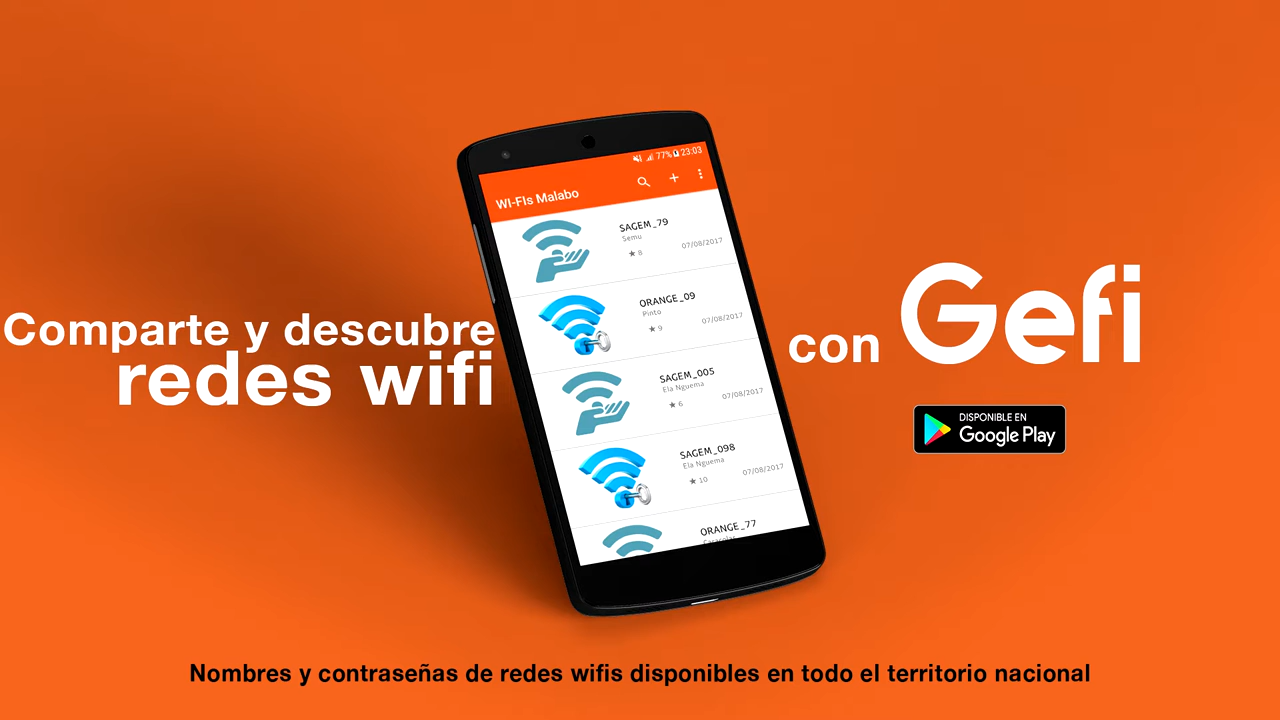 Comparte y descubre
redes wifi
con Gefi
DISPONIBLE EN
Google Play
77% 23:03
WI-FIs Malabo
SAGEM_79
Semu
★ 8 07/08/2017
ORANGE_09
Pinto
★ 9 07/08/2017
SAGEM_005
Ela Nguema
★ 6 07/08/2017
SAGEM_098
Ela Nguema
★ 10 07/08/2017
ORANGE_77
Nombres y contraseñas de redes wifis disponibles en todo el territorio nacional